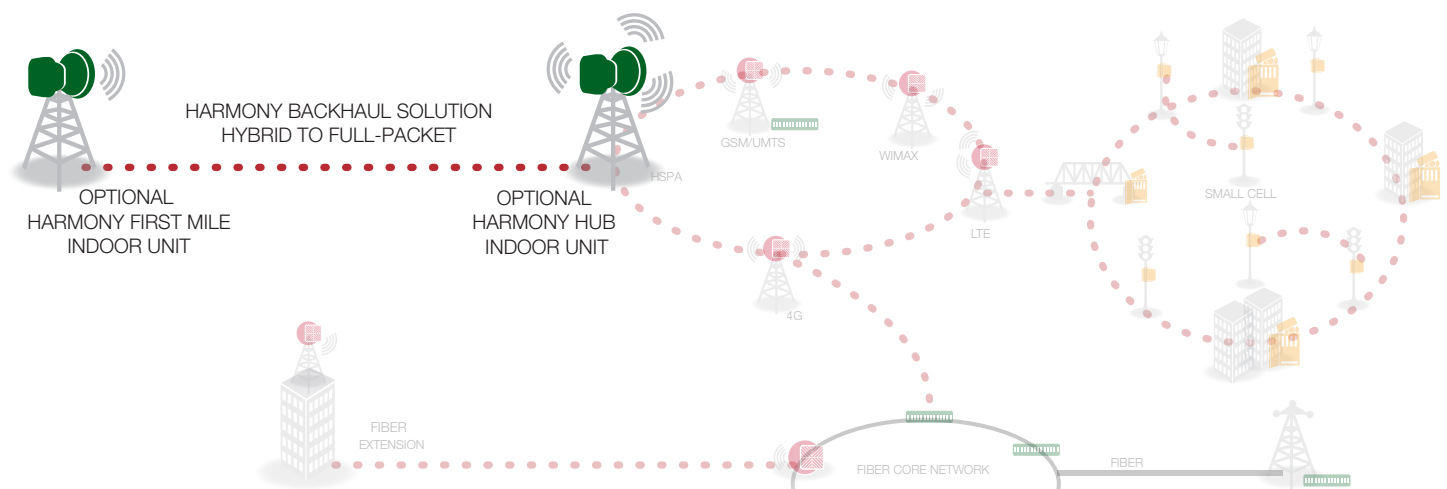 HARMONY BACKHAUL SOLUTION
HYBRID TO FULL-PACKET
OPTIONAL
HARMONY FIRST MILE
INDOOR UNIT
OPTIONAL
HARMONY HUB
INDOOR UNIT
HSPA
GSM/UMTS
WIMAX
LTE
SMALL CELL
4G
FIBER
EXTENSION
FIBER CORE NETWORK
FIBER